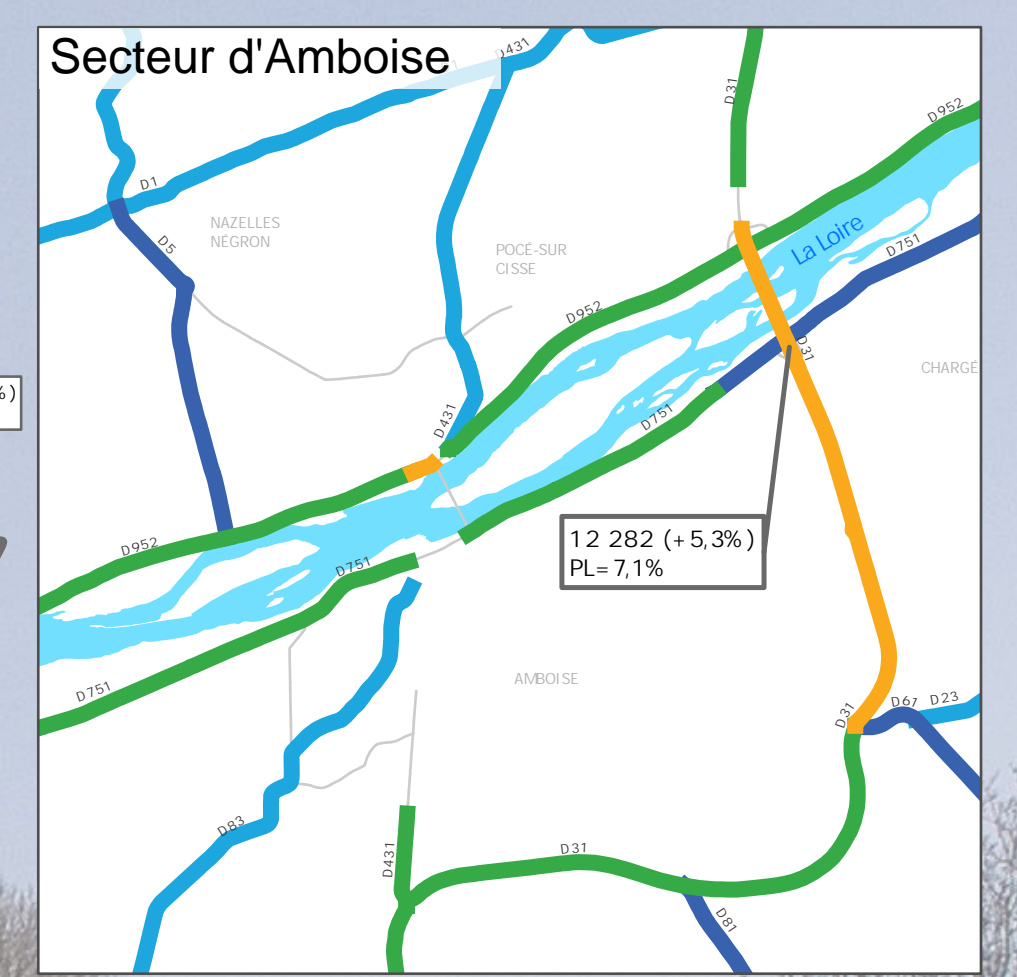 Secteur d'Amboise
D431
D31
D952
D1
NAZELLES
NÉGRON
D5
POCÉ-SUR
CISSE
La Loire
D751
D952
D31
CHARGÉ
%)
D431
D751
12 282 (+5,3%)
PL=7,1%
D952
D751
AMBOISE
D751
D31
D61
D23
D83
D431
D31
D81